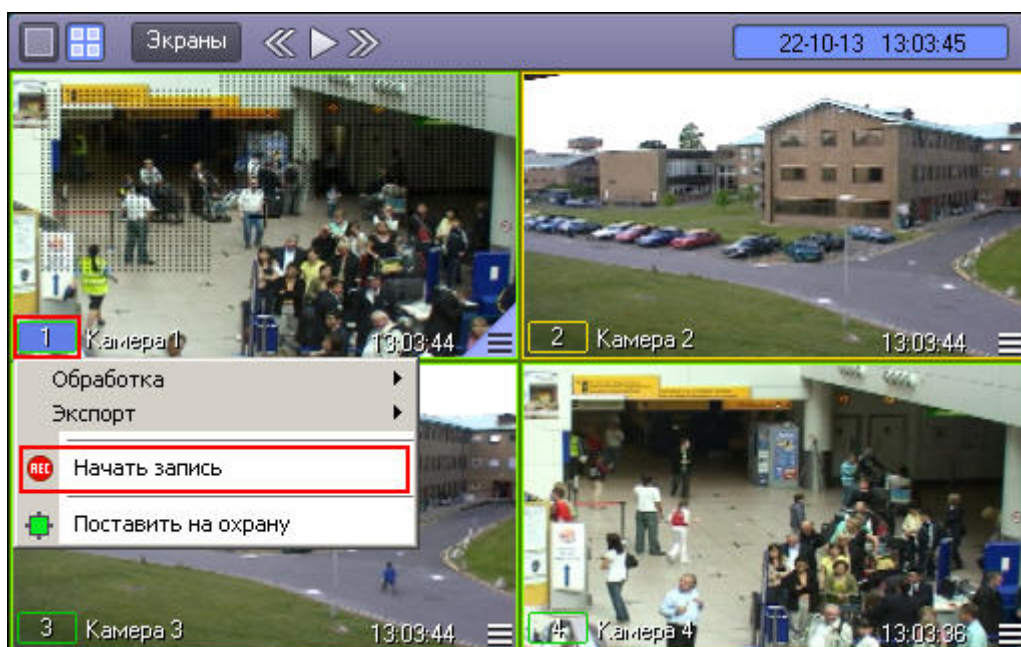 Экраны
22-10-13 13:03:45
1 Камера 1 13:03:44
2 Камера 2 13:03:44
Обработка
Экспорт
REC Начать запись
Поставить на охрану
3 Камера 3 13:03:44
4 Камера 4 13:03:36